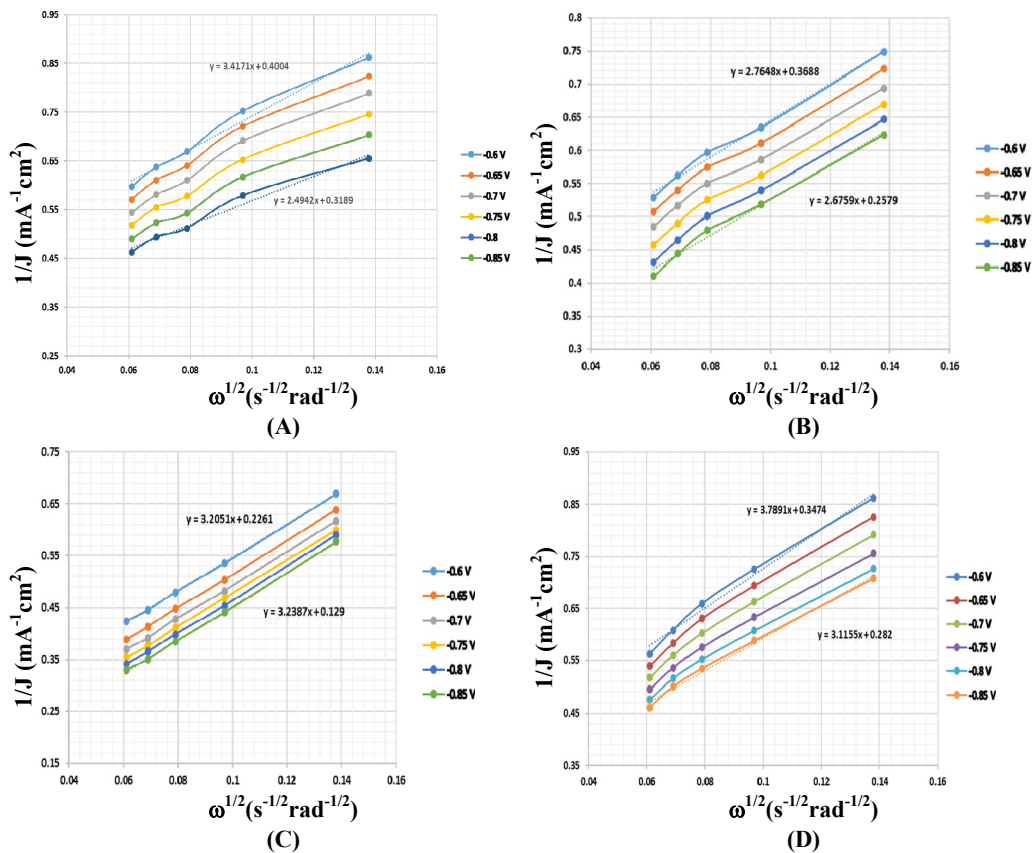 0.95
0.85
0.75
0.65
0.55
0.45
0.35
0.25
0.04
0.06
0.08
0.1
0.12
0.14
0.16
y = 3.4171x + 0.4004
y = 2.4942x + 0.3189
-0.6 V
-0.65 V
-0.7 V
-0.75 V
-0.8
-0.85 V
1/J (mA⁻¹cm²)
ω^{1/2}(s^{-1/2}rad^{-1/2})
(A)
0.8
0.75
0.7
0.65
0.6
0.55
0.5
0.45
0.4
0.35
0.3
0.04
0.06
0.08
0.1
0.12
0.14
0.16
y = 2.7648x + 0.3688
y = 2.6759x + 0.2579
-0.6 V
-0.65 V
-0.7 V
-0.75 V
-0.8 V
-0.85 V
1/J (mA⁻¹cm²)
ω^{1/2}(s^{-1/2}rad^{-1/2})
(B)
0.75
0.65
0.55
0.45
0.35
0.25
0.15
0.04
0.06
0.08
0.1
0.12
0.14
0.16
y = 3.2051x + 0.2261
y = 3.2387x + 0.129
-0.6 V
-0.65 V
-0.7 V
-0.75 V
-0.8 V
-0.85 V
1/J (mA⁻¹cm²)
ω^{1/2}(s^{-1/2}rad^{-1/2})
(C)
0.95
0.85
0.75
0.65
0.55
0.45
0.35
0.04
0.06
0.08
0.1
0.12
0.14
0.16
y = 3.7891x + 0.3474
y = 3.1155x + 0.282
-0.6 V
-0.65 V
-0.7 V
-0.75 V
-0.8 V
-0.85 V
1/J (mA⁻¹cm²)
ω^{1/2}(s^{-1/2}rad^{-1/2})
(D)